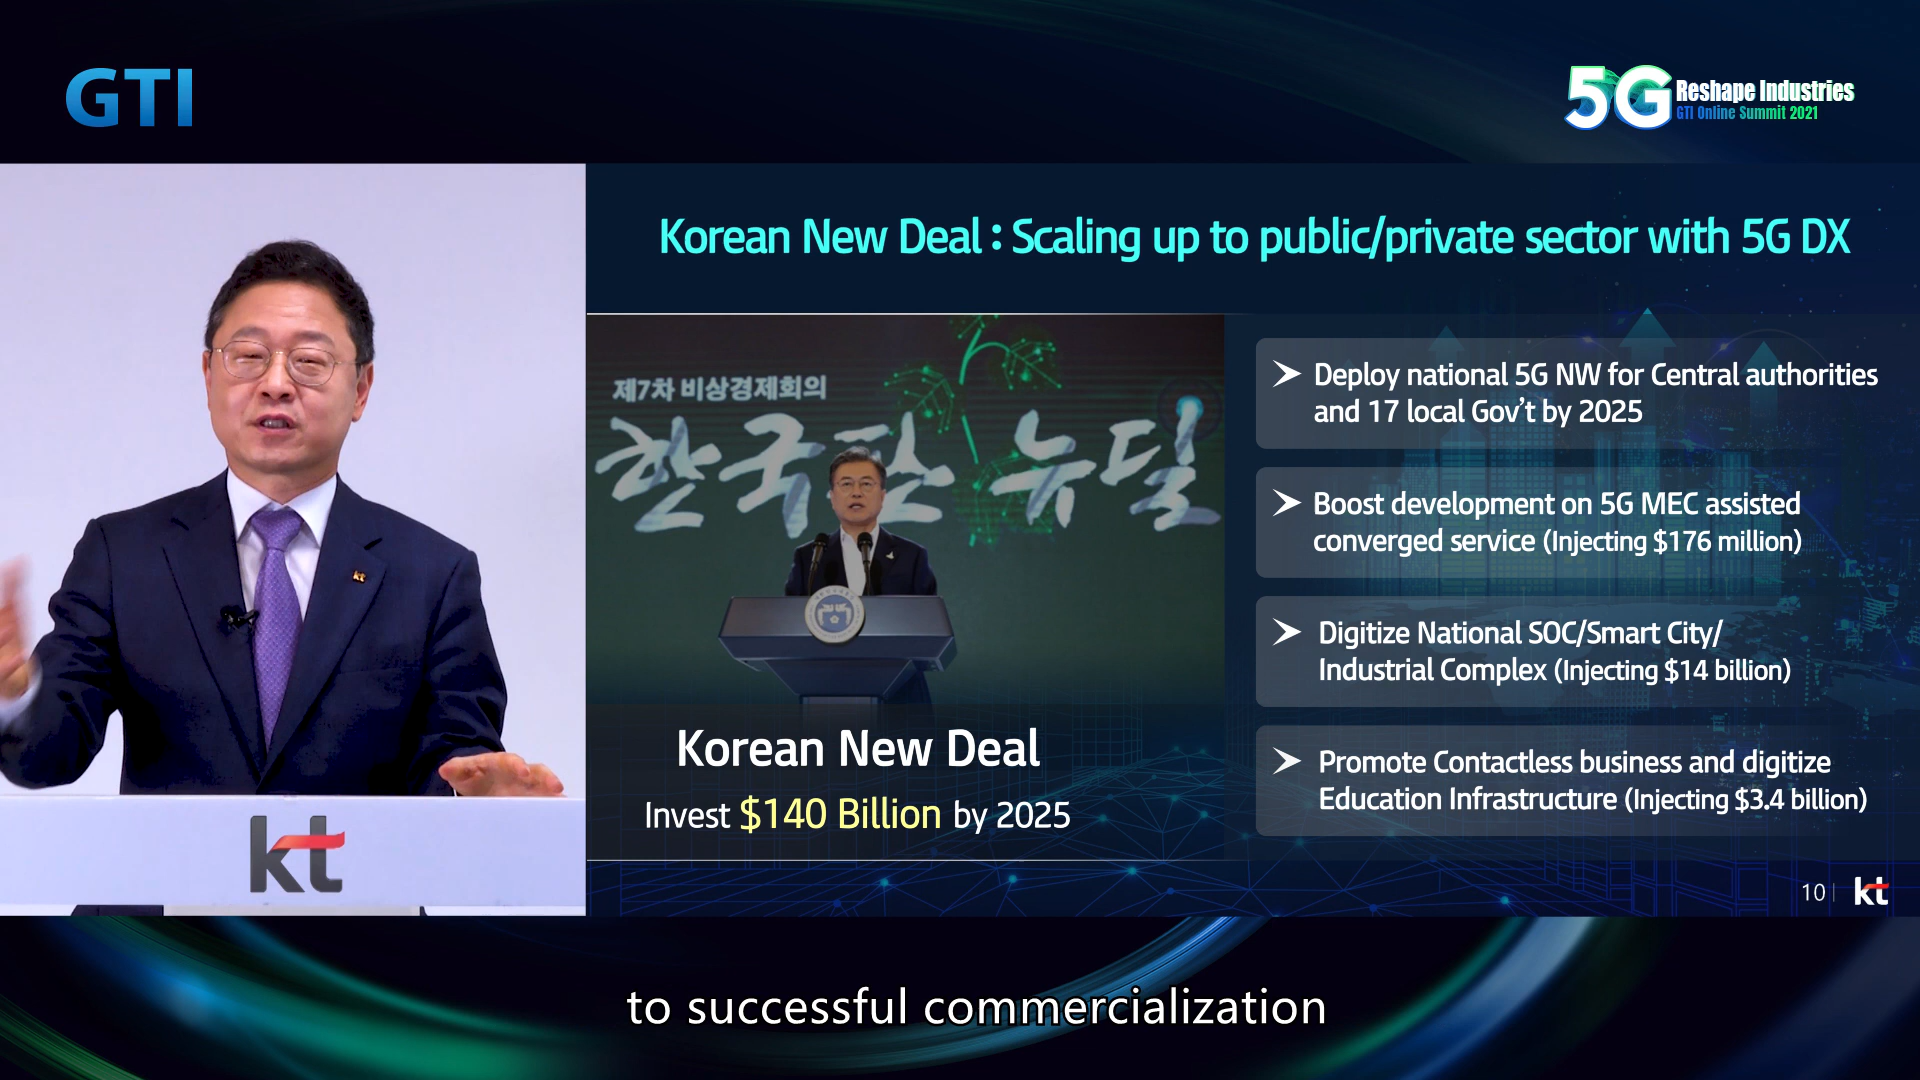 GTI
5G Reshape Industries
GTI Online Summit 2021
Korean New Deal : Scaling up to public/private sector with 5G DX
제7차 비상경제회의
한국판 뉴딜
Korean New Deal
Invest $140 Billion by 2025
➤ Deploy national 5G NW for Central authorities
and 17 local Gov't by 2025
➤ Boost development on 5G MEC assisted
converged service (Injecting $176 million)
➤ Digitize National SOC/Smart City/
Industrial Complex (Injecting $14 billion)
➤ Promote Contactless business and digitize
Education Infrastructure (Injecting $3.4 billion)
kt
kt
10 | kt
to successful commercialization